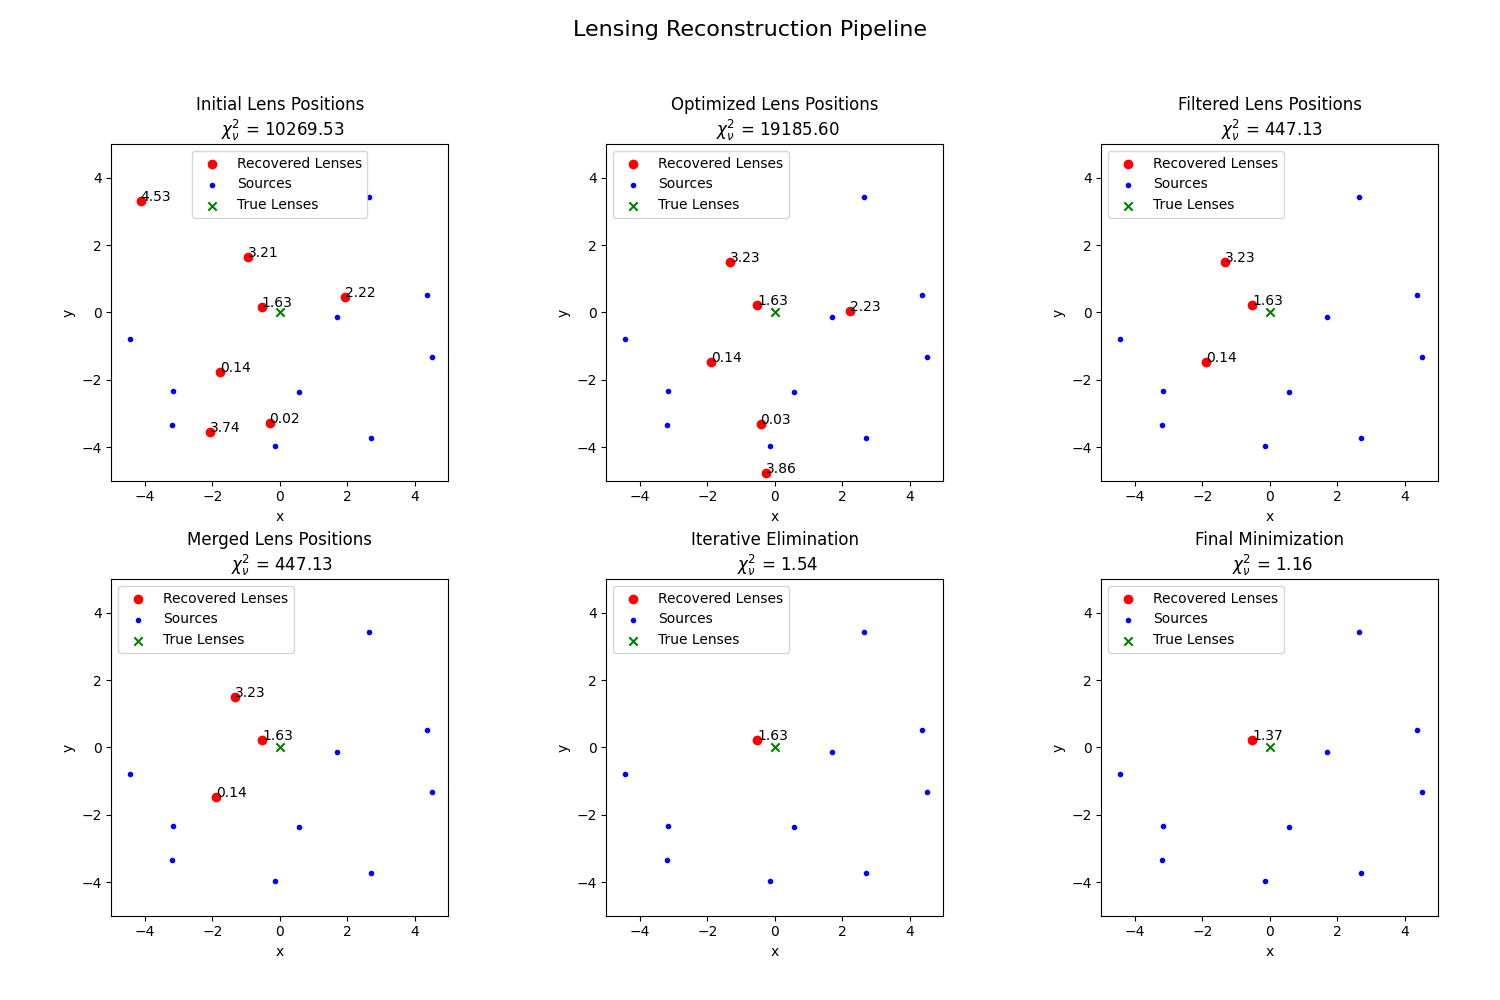 Lensing Reconstruction Pipeline
Initial Lens Positions
χ²ᵥ = 10269.53
Recovered Lenses
Sources
True Lenses
4.53
3.21
2.22
1.63
0.14
0.02
3.74
4
2
0
−2
−4
y
−4 −2 0 2 4
x
Optimized Lens Positions
χ²ᵥ = 19185.60
Recovered Lenses
Sources
True Lenses
3.23
1.63
2.23
0.14
0.03
3.86
4
2
0
−2
−4
y
−4 −2 0 2 4
x
Filtered Lens Positions
χ²ᵥ = 447.13
Recovered Lenses
Sources
True Lenses
3.23
1.63
0.14
4
2
0
−2
−4
y
−4 −2 0 2 4
x
Merged Lens Positions
χ²ᵥ = 447.13
Recovered Lenses
Sources
True Lenses
3.23
1.63
0.14
4
2
0
−2
−4
y
−4 −2 0 2 4
x
Iterative Elimination
χ²ᵥ = 1.54
Recovered Lenses
Sources
True Lenses
1.63
4
2
0
−2
−4
y
−4 −2 0 2 4
x
Final Minimization
χ²ᵥ = 1.16
Recovered Lenses
Sources
True Lenses
1.37
4
2
0
−2
−4
y
−4 −2 0 2 4
x